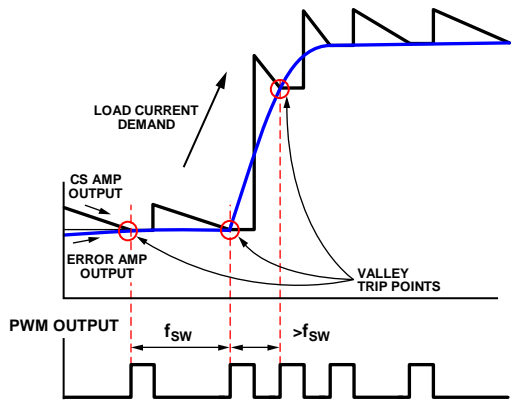 LOAD CURRENT
DEMAND
CS AMP
OUTPUT
ERROR AMP
OUTPUT
VALLEY
TRIP POINTS
PWM OUTPUT
fSW
>fSW